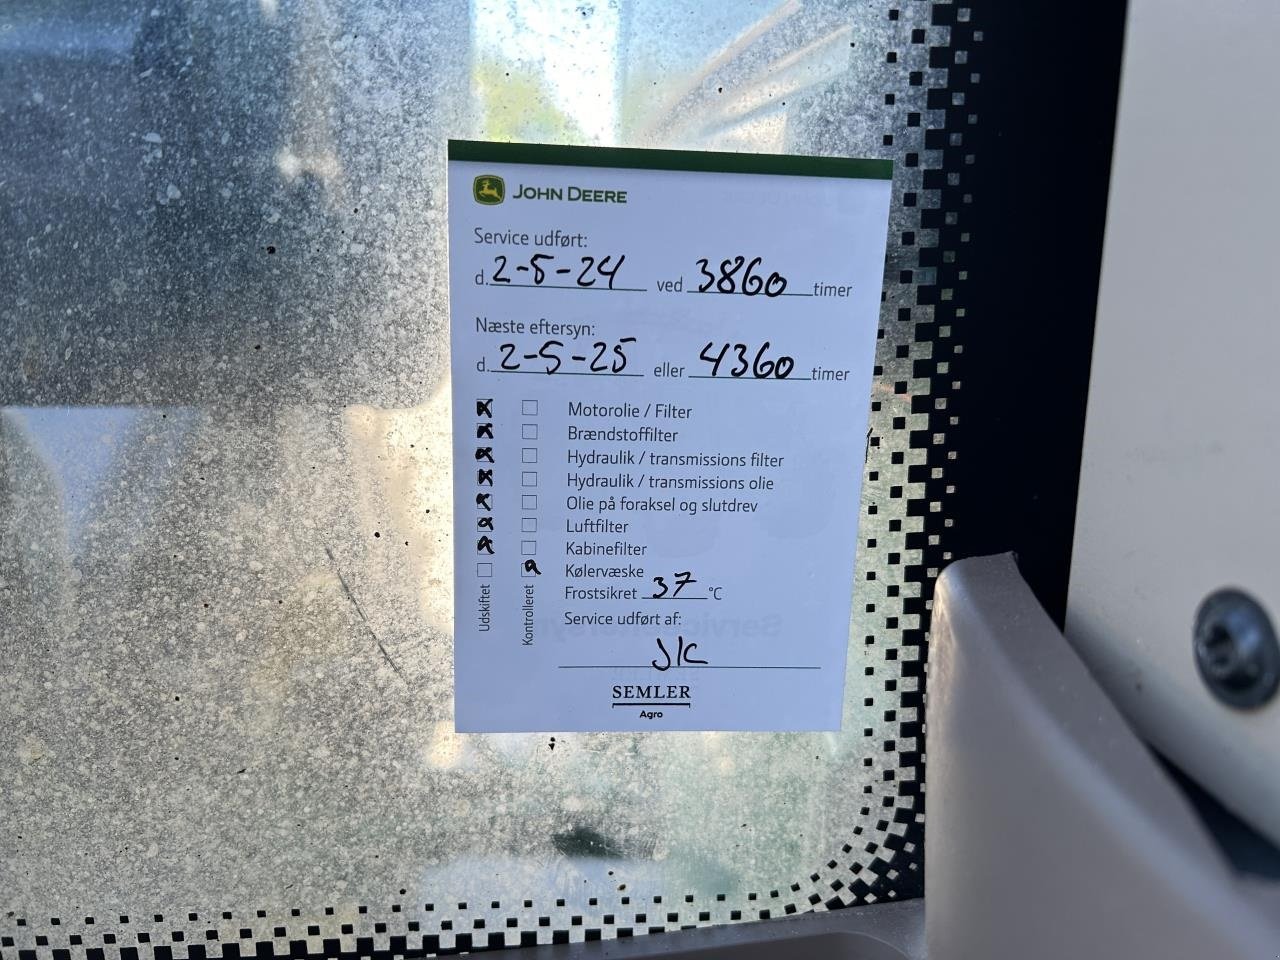 JOHN DEERE
Service udført:
d. 2-5-24 ved 3860 timer
Næste eftersyn:
d. 2-5-25 eller 4360 timer
Motorolie / Filter
Brændstoffilter
Hydraulik / transmissions filter
Hydraulik / transmissions olie
Olie på foraksel og slutdrev
Luftfilter
Kabinefilter
Kølervæske
Udskiftet
Kontrolleret
Frostsikret 37 °C
Service udført af:
JK
SEMLER
Agro